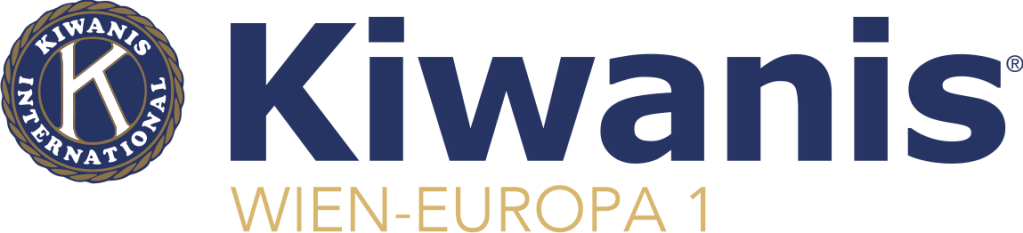 KIWANIS
K
INTERNATIONAL
Kiwanis®
WIEN-EUROPA 1